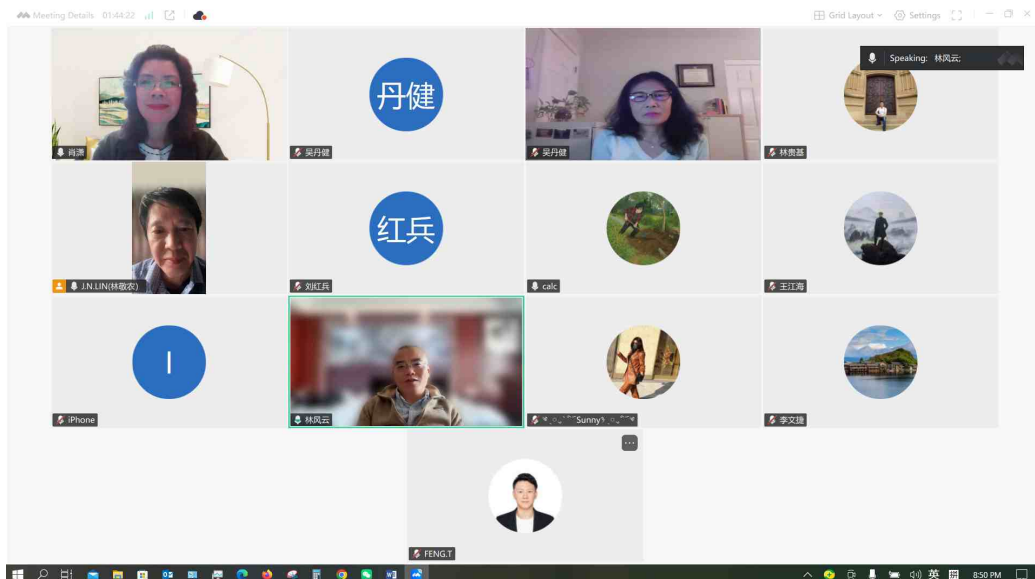 Meeting Details 01:44:22
Grid Layout
Settings
Speaking: 林风云;
丹健
肖潇
吴丹健
吴丹健
林贵基
红兵
J.N.LIN(林敬农)
刘红兵
calc
王江海
I
iPhone
林风云
Sunny
李文捷
FENG.T
英
拼
8:50 PM